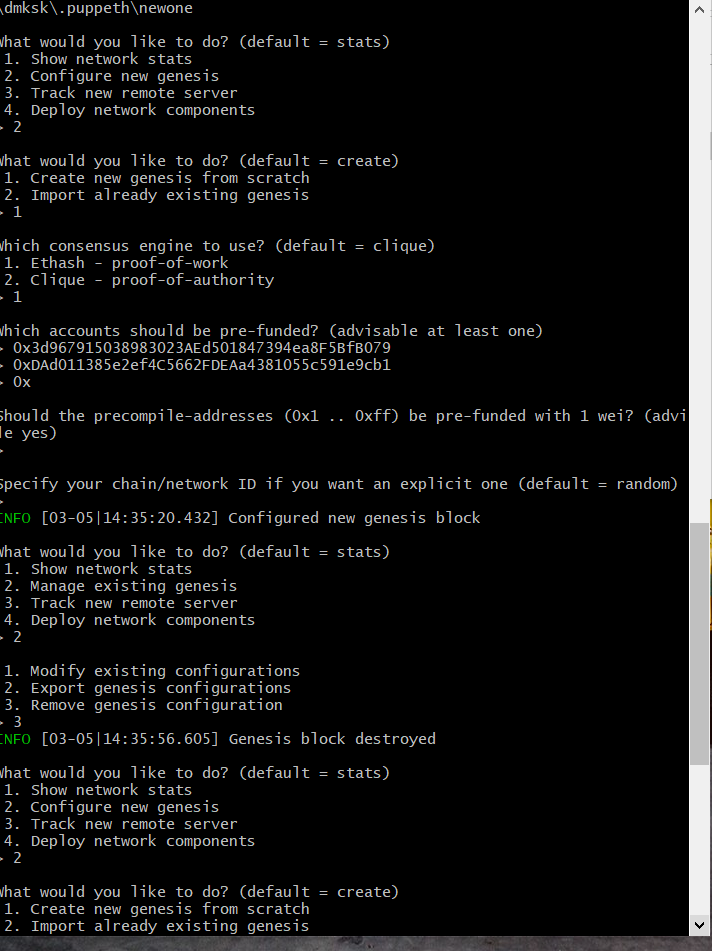 \dmksk\.puppeth\newone
What would you like to do? (default = stats)
1. Show network stats
2. Configure new genesis
3. Track new remote server
4. Deploy network components
> 2
What would you like to do? (default = create)
1. Create new genesis from scratch
2. Import already existing genesis
> 1
Which consensus engine to use? (default = clique)
1. Ethash - proof-of-work
2. Clique - proof-of-authority
> 1
Which accounts should be pre-funded? (advisable at least one)
> 0x3d967915038983023AEd501847394ea8F5BfB079
> 0xDAd011385e2ef4C5662FDEAa4381055c591e9cb1
> 0x
Should the precompile-addresses (0x1 .. 0xff) be pre-funded with 1 wei? (advi
le yes)
>
Specify your chain/network ID if you want an explicit one (default = random)
>
INFO [03-05|14:35:20.432] Configured new genesis block
What would you like to do? (default = stats)
1. Show network stats
2. Manage existing genesis
3. Track new remote server
4. Deploy network components
> 2
1. Modify existing configurations
2. Export genesis configurations
3. Remove genesis configuration
> 3
INFO [03-05|14:35:56.605] Genesis block destroyed
What would you like to do? (default = stats)
1. Show network stats
2. Configure new genesis
3. Track new remote server
4. Deploy network components
> 2
What would you like to do? (default = create)
1. Create new genesis from scratch
2. Import already existing genesis